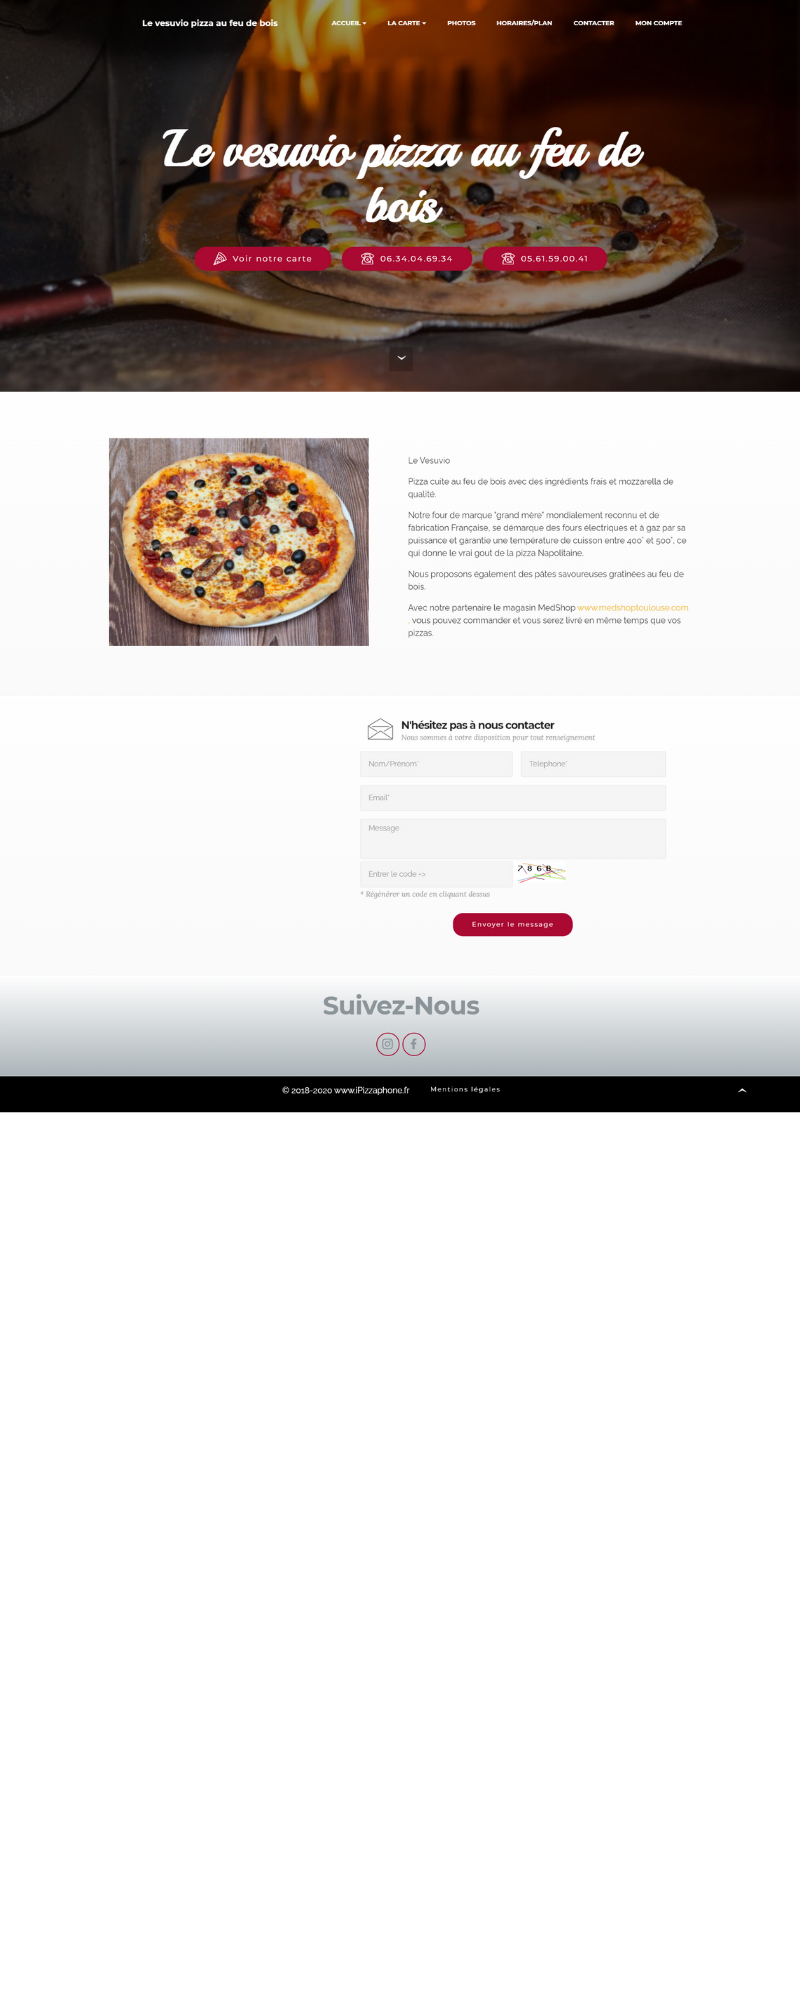 Le vesuvio pizza au feu de bois
ACCUEIL
LA CARTE
PHOTOS
HORAIRES/PLAN
CONTACTER
MON COMPTE
Le vesuvio pizza au feu de
bois
Voir notre carte
06.34.04.69.34
05.61.59.00.41
Le Vesuvio
Pizza cuite au feu de bois avec des ingrédients frais et mozzarella de
qualité.
Notre four de marque "grand mère" mondialement reconnu et de
fabrication Française, se démarque des fours électriques et à gaz par sa
puissance et garantie une température de cuisson entre 400° et 500°, ce
qui donne le vrai gout de la pizza Napolitaine.
Nous proposons également des pâtes savoureuses gratinées au feu de
bois.
Avec notre partenaire le magasin MedShop www.medshoptoulouse.com
, vous pouvez commander et vous serez livré en même temps que vos
pizzas.
N'hésitez pas à nous contacter
Nous sommes à votre disposition pour tout renseignement
Nom/Prénom*
Telephone*
Email*
Message
Entrer le code =>
7 8 6 B
* Régénérer un code en cliquant dessus
Envoyer le message
Suivez-Nous
© 2018-2020 www.iPizzaphone.fr
Mentions légales